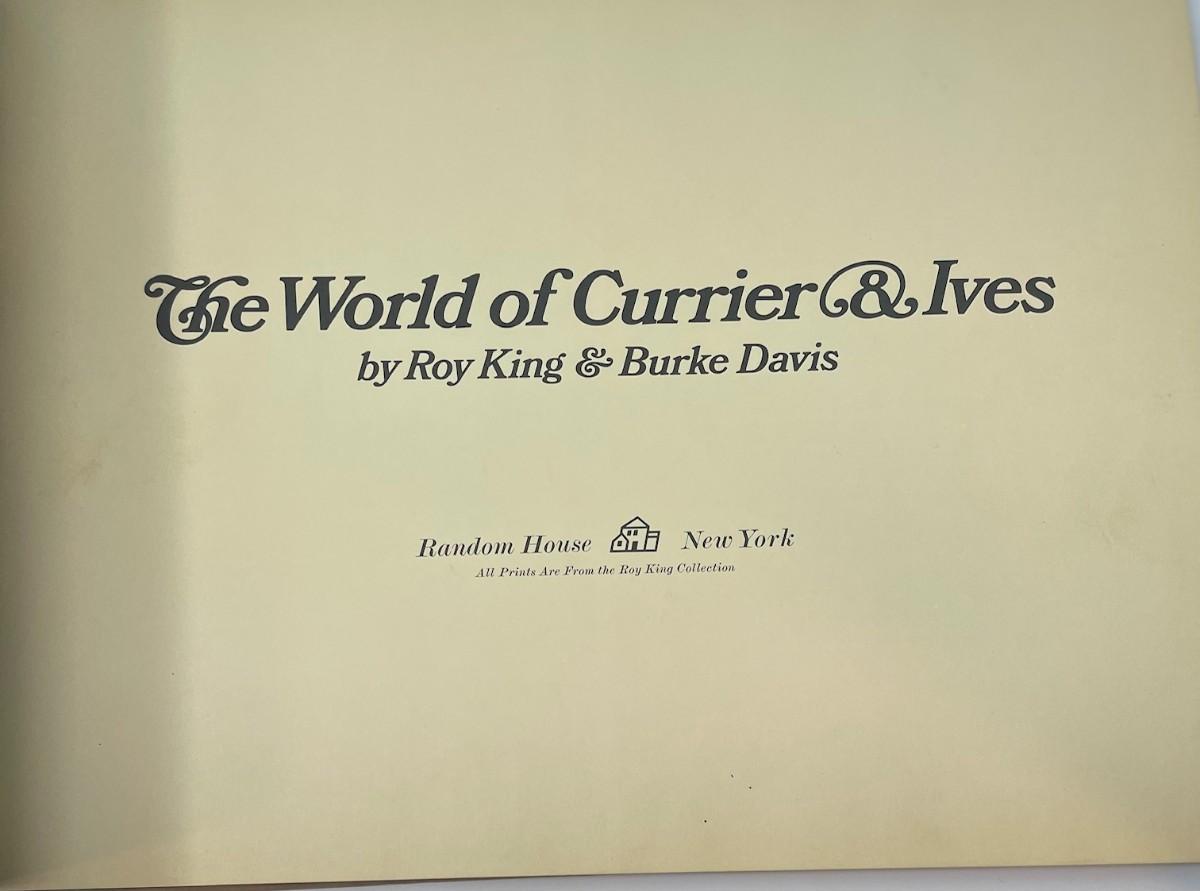 The World of Currier & Ives
by Roy King & Burke Davis
Random House New York
All Prints Are From the Roy King Collection